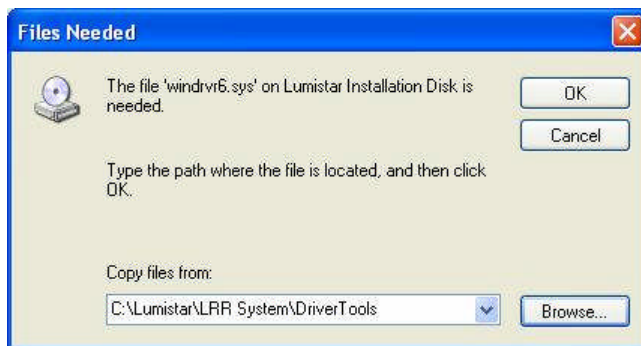 Files Needed
The file 'windrvr6.sys' on Lumistar Installation Disk is
needed.
OK
Cancel
Type the path where the file is located, and then click
OK.
Copy files from:
C:\Lumistar\LRR System\DriverTools
Browse...